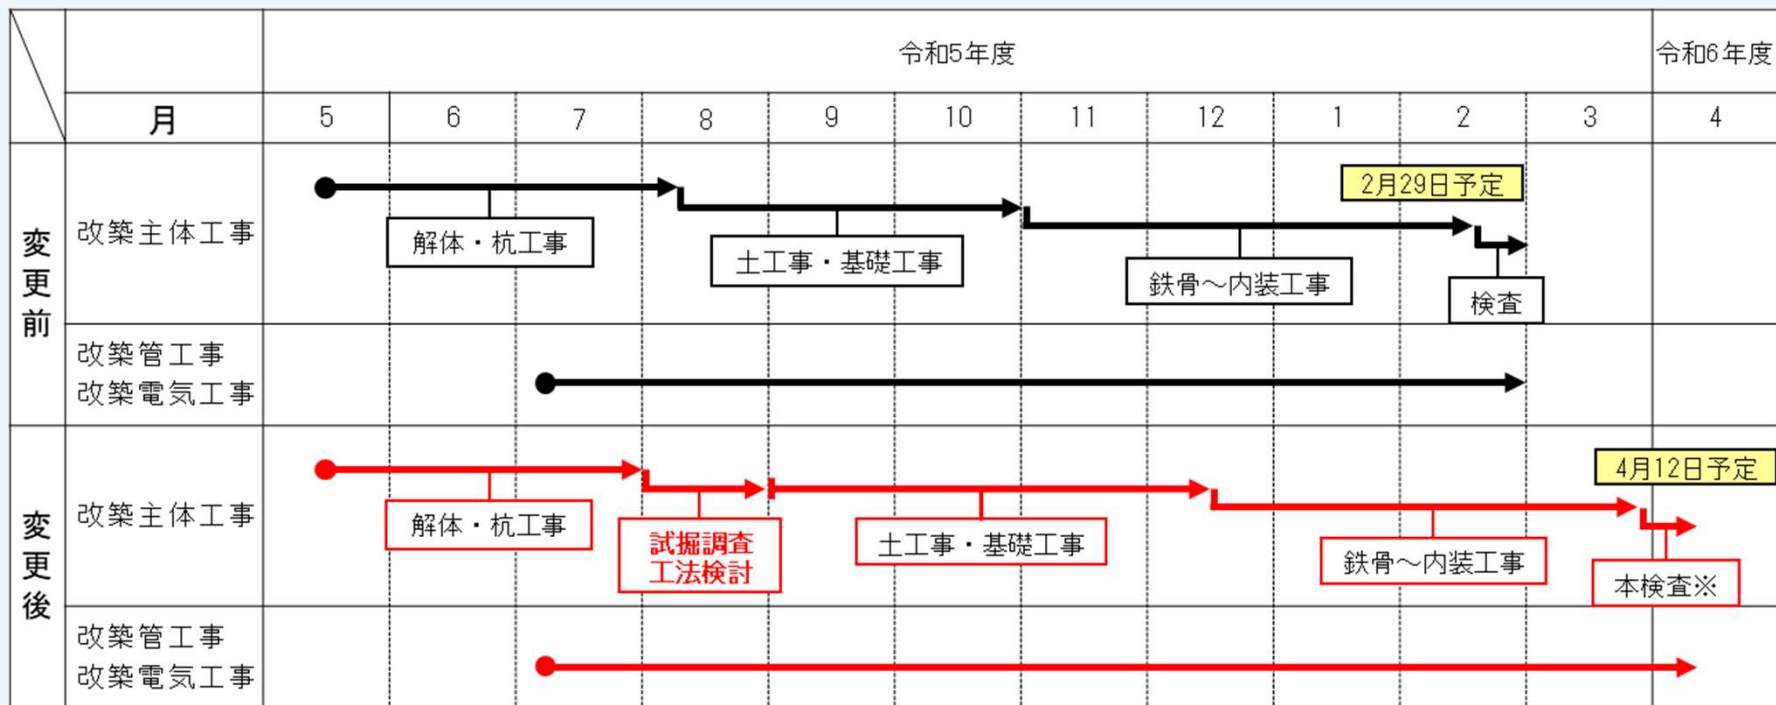 令和5年度
令和6年度
月
5
6
7
8
9
10
11
12
1
2
3
4
変更前
改築主体工事
2月29日予定
解体・杭工事
土工事・基礎工事
鉄骨～内装工事
検査
改築管工事
改築電気工事
変更後
改築主体工事
4月12日予定
解体・杭工事
試掘調査
工法検討
土工事・基礎工事
鉄骨～内装工事
本検査※
改築管工事
改築電気工事